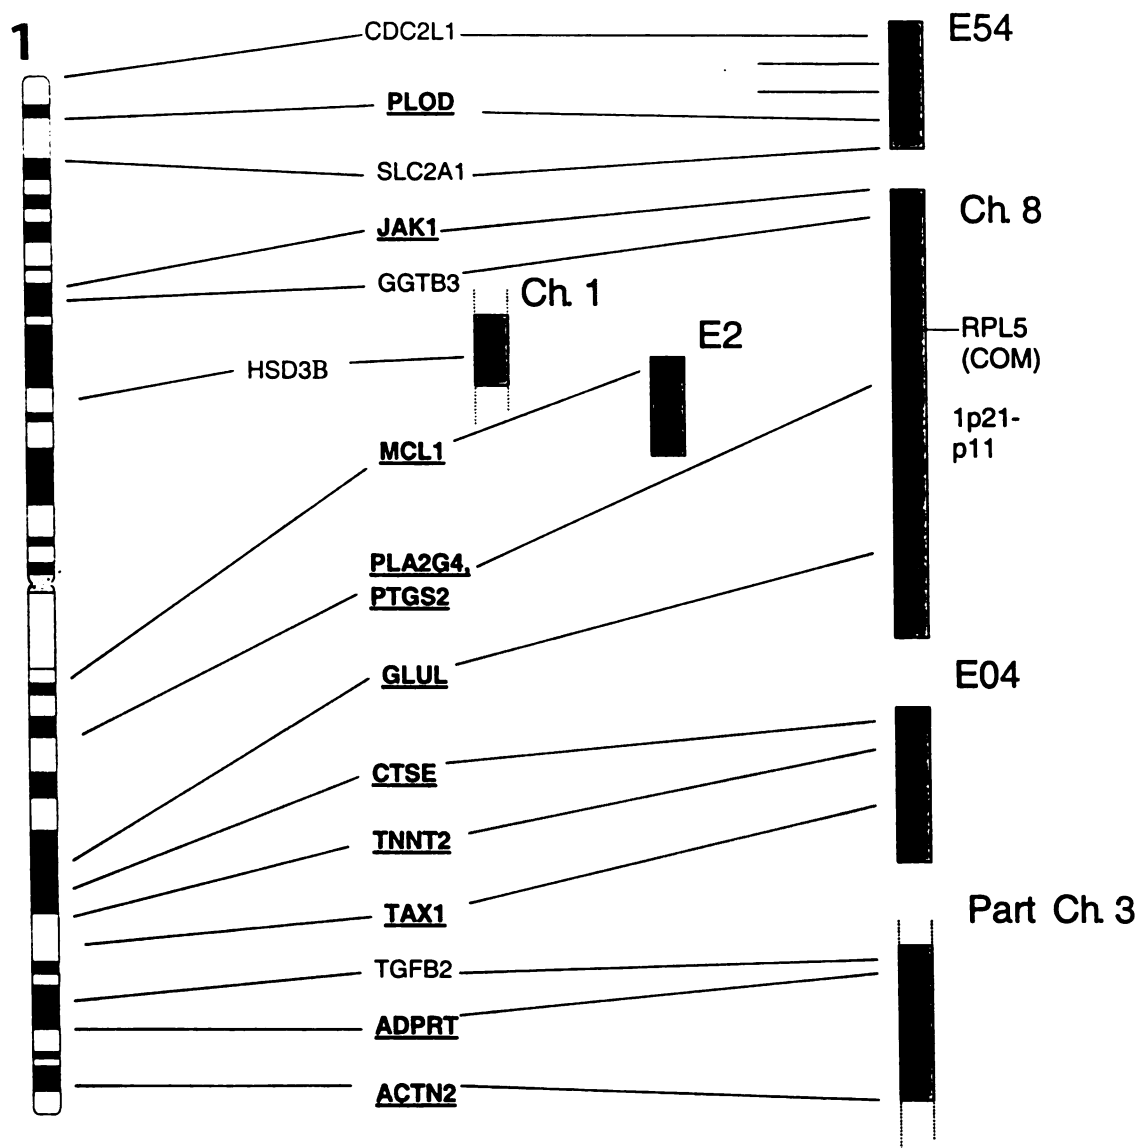 1
CDC2L1
E54
PLOD
SLC2A1
Ch. 8
JAK1
GGTB3
Ch. 1
RPL5
(COM)
E2
HSD3B
1p21-
p11
MCL1
PLA2G4,
PTGS2
GLUL
E04
CTSE
TNNT2
TAX1
Part Ch. 3
TGFB2
ADPRT
ACTN2